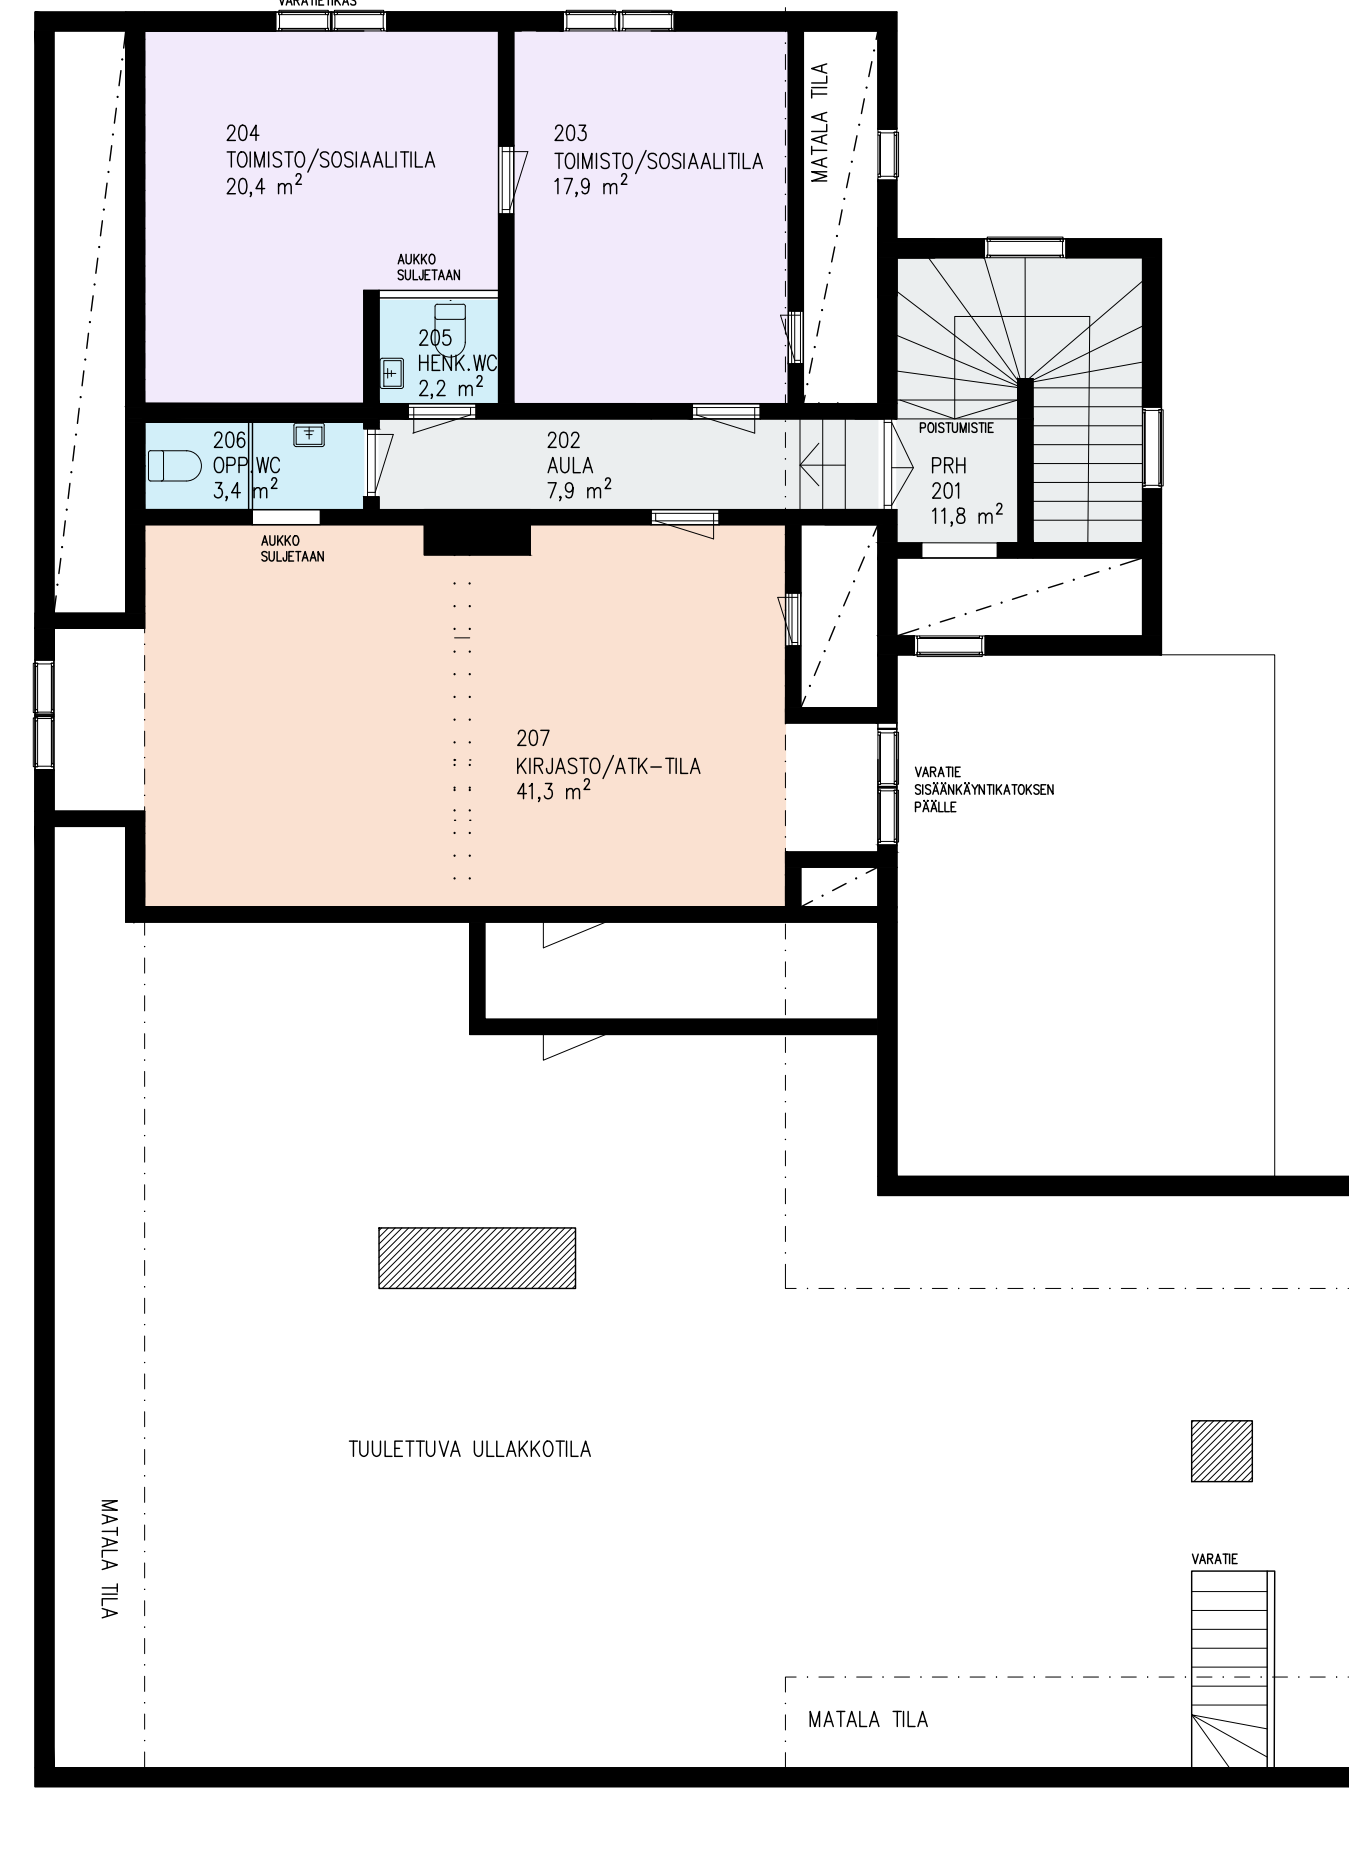 VARATIETIKAS
204
TOIMISTO/SOSIAALITILA
20,4 m²
203
TOIMISTO/SOSIAALITILA
17,9 m²
MATALA TILA
AUKKO
SULJETAAN
205
HENK.WC
2,2 m²
206
OPP.WC
3,4 m²
202
AULA
7,9 m²
POISTUMISTIE
PRH
201
11,8 m²
AUKKO
SULJETAAN
207
KIRJASTO/ATK-TILA
41,3 m²
VARATIE
SISÄÄNKÄYNTIKATOKSEN
PÄÄLLE
TUULETTUVA ULLAKKOTILA
MATALA TILA
VARATIE
MATALA TILA